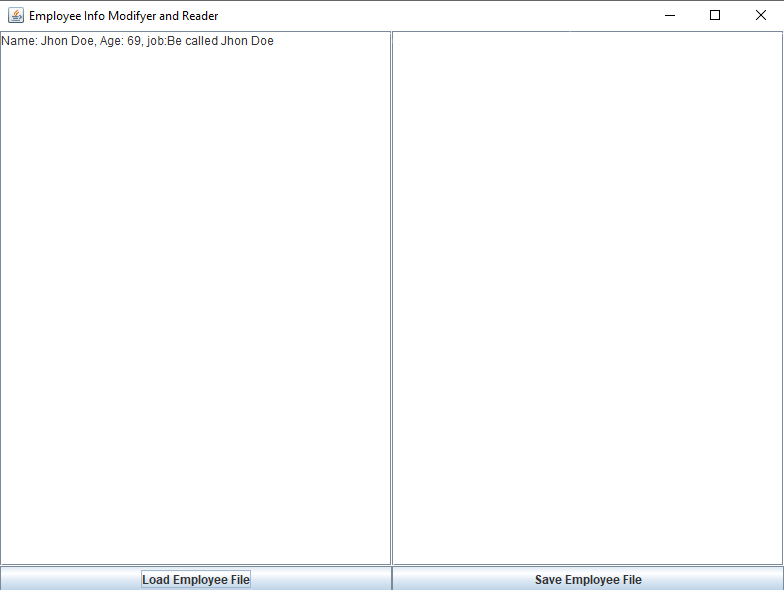 Employee Info Modifyer and Reader
Name: Jhon Doe, Age: 69, job:Be called Jhon Doe
Load Employee File
Save Employee File